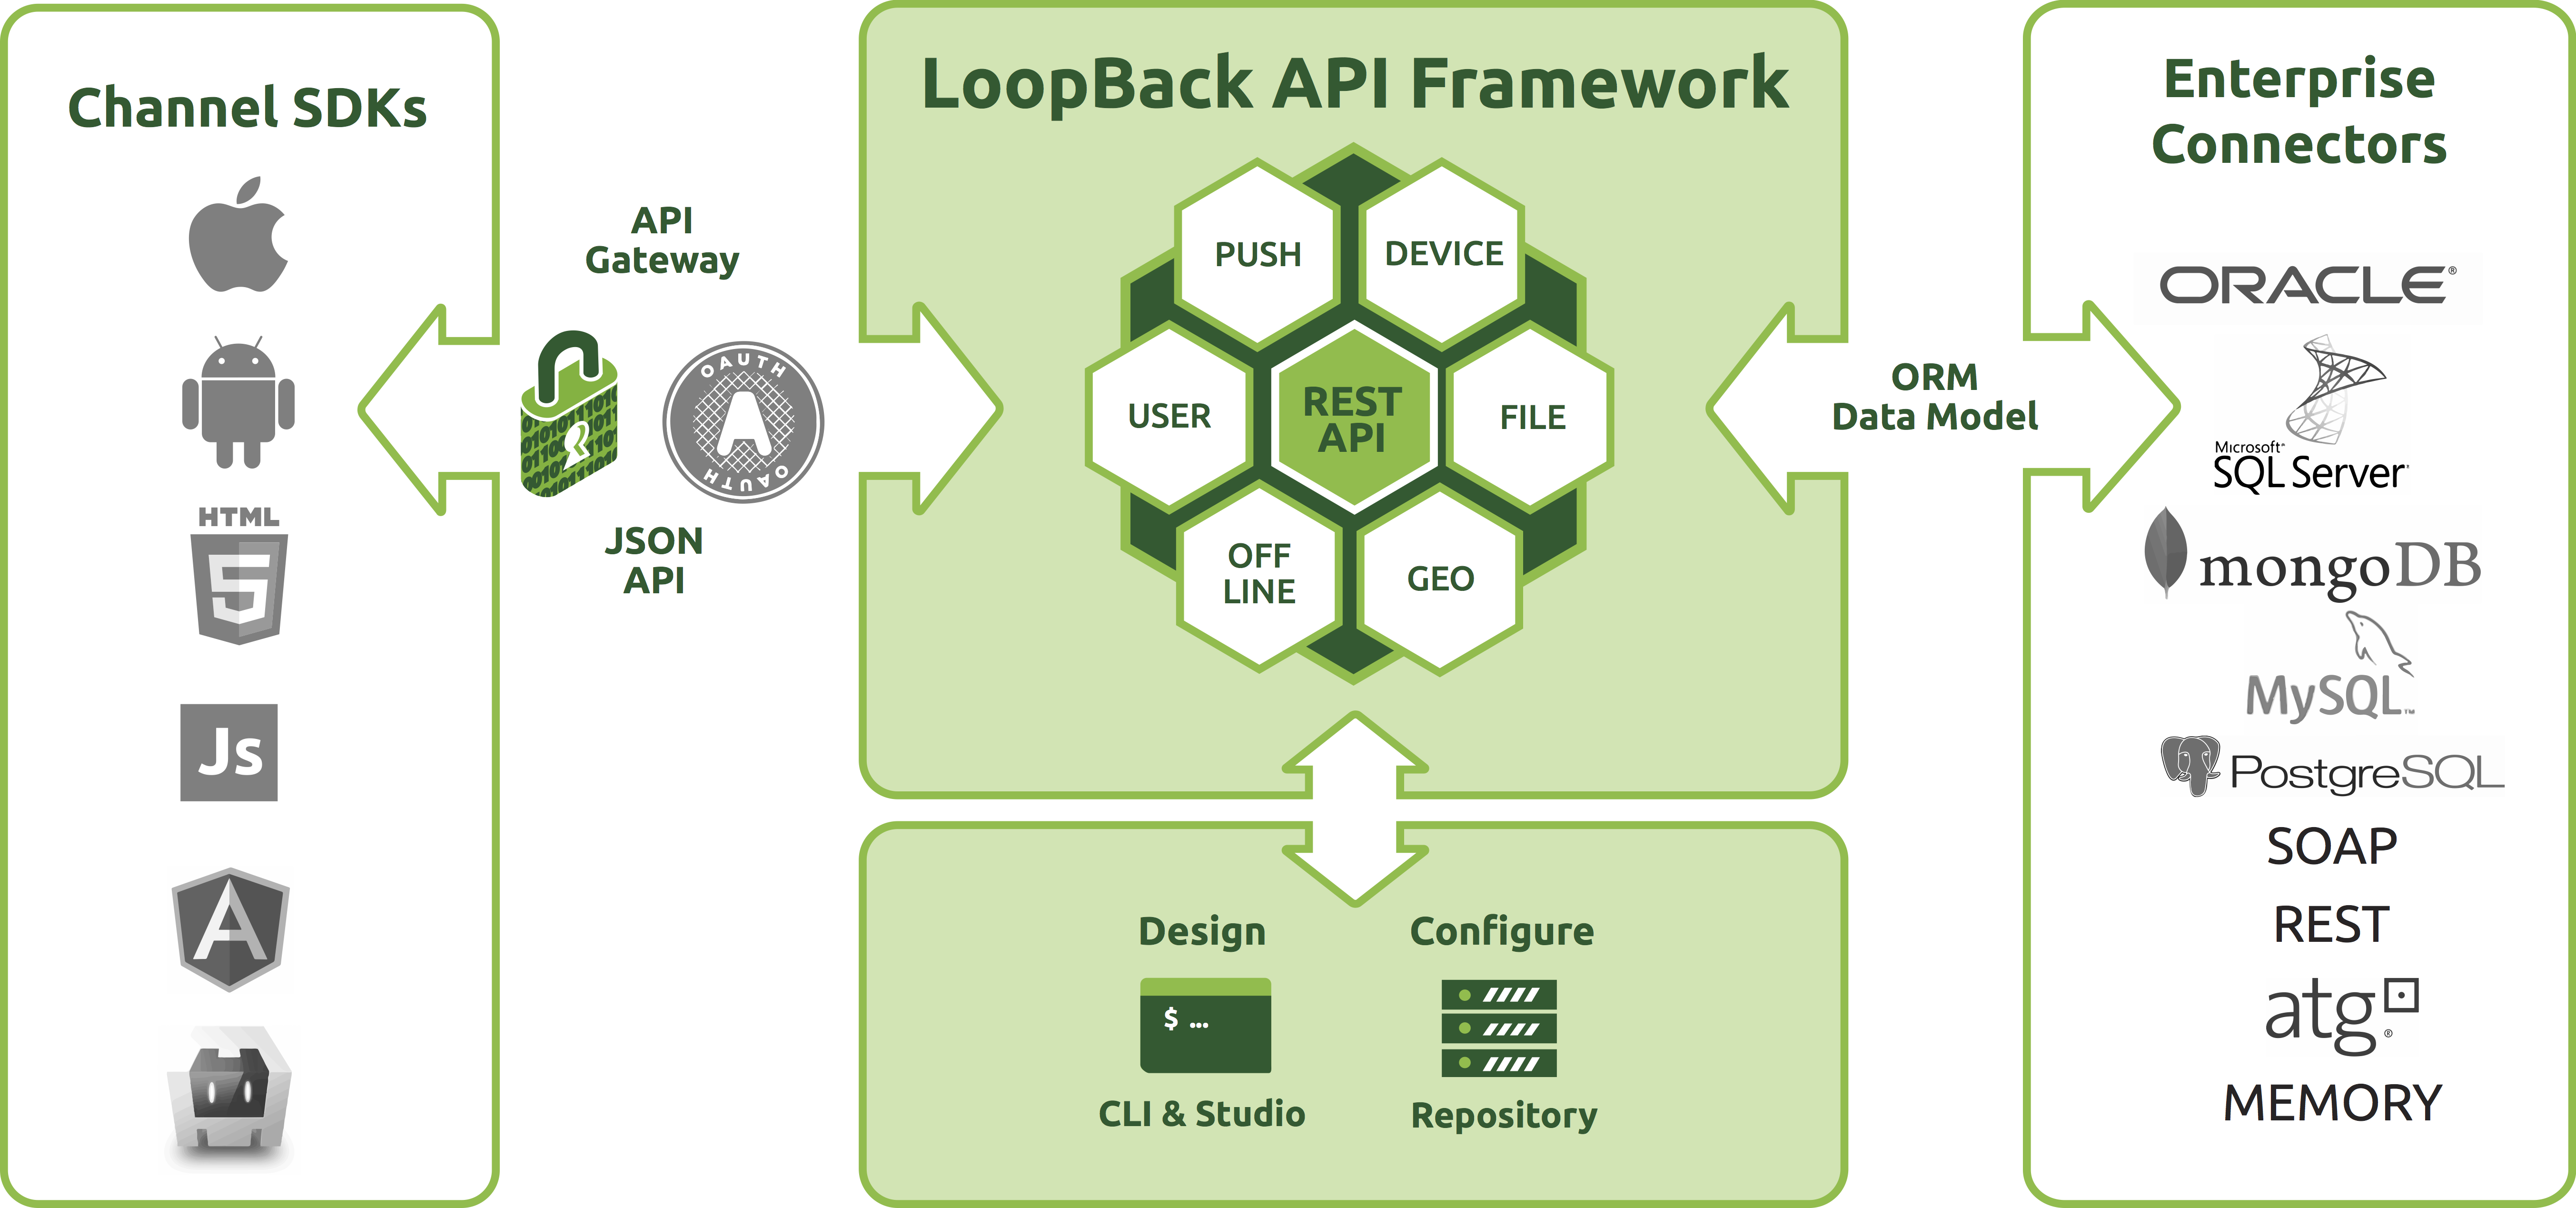 Channel SDKs
HTML
5
Js
A
API
Gateway
OAUTH
A
OAUTH
JSON
API
LoopBack API Framework
PUSH
DEVICE
USER
REST
API
FILE
OFF
LINE
GEO
Design
$ ...
CLI & Studio
Configure
Repository
ORM
Data Model
Enterprise
Connectors
ORACLE®
Microsoft®
SQL Server
mongoDB
MySQL™
PostgreSQL
SOAP
REST
atg®
MEMORY